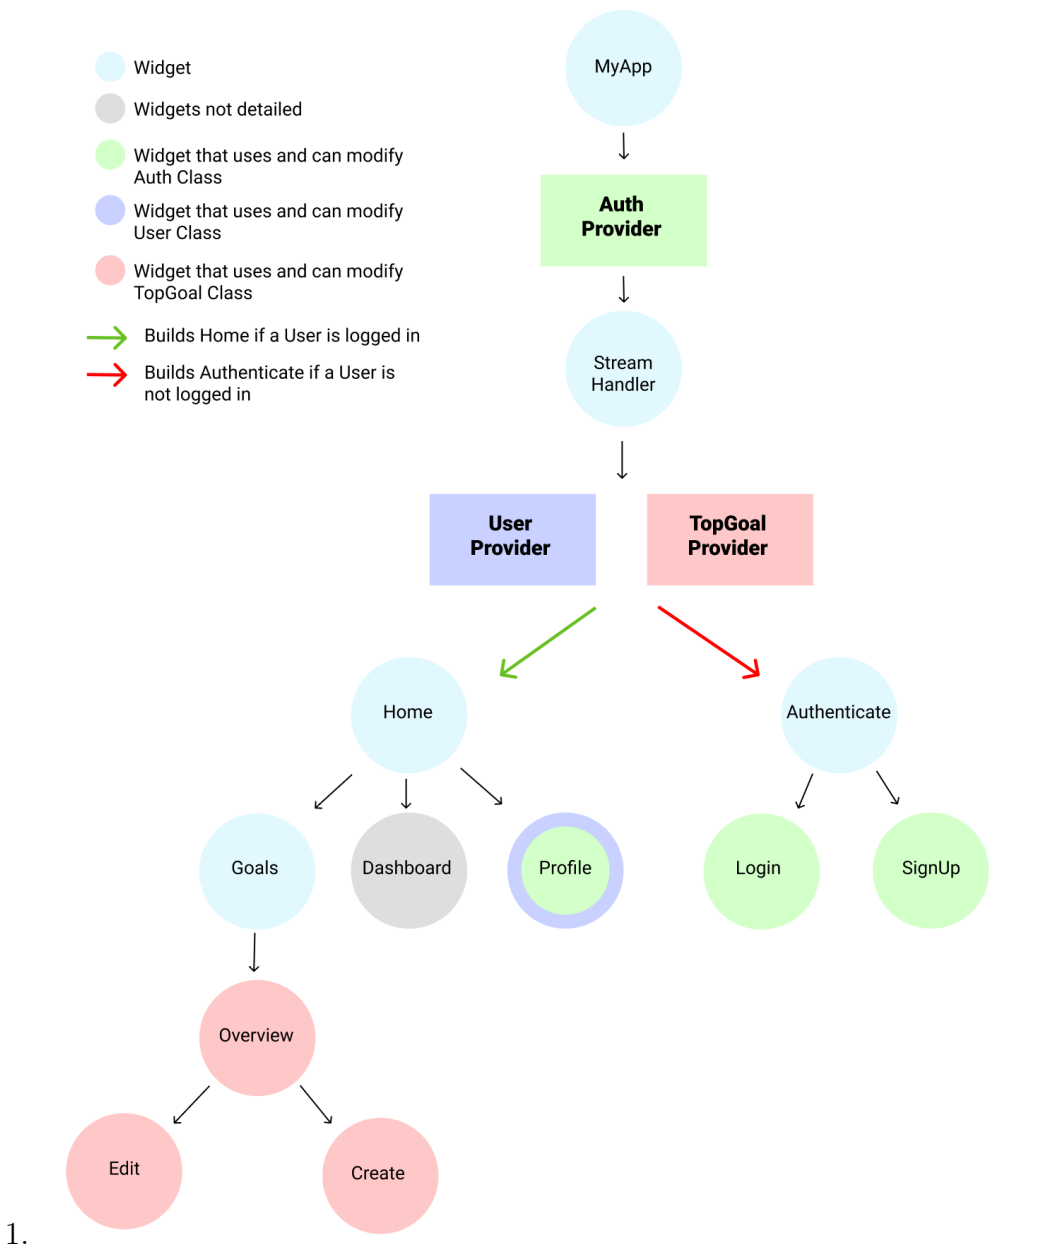 Widget
Widgets not detailed
Widget that uses and can modify
Auth Class
Widget that uses and can modify
User Class
Widget that uses and can modify
TopGoal Class
Builds Home if a User is logged in
Builds Authenticate if a User is
not logged in
MyApp
Auth
Provider
Stream
Handler
User
Provider
TopGoal
Provider
Home
Authenticate
Goals
Dashboard
Profile
Login
SignUp
Overview
Edit
Create
1.